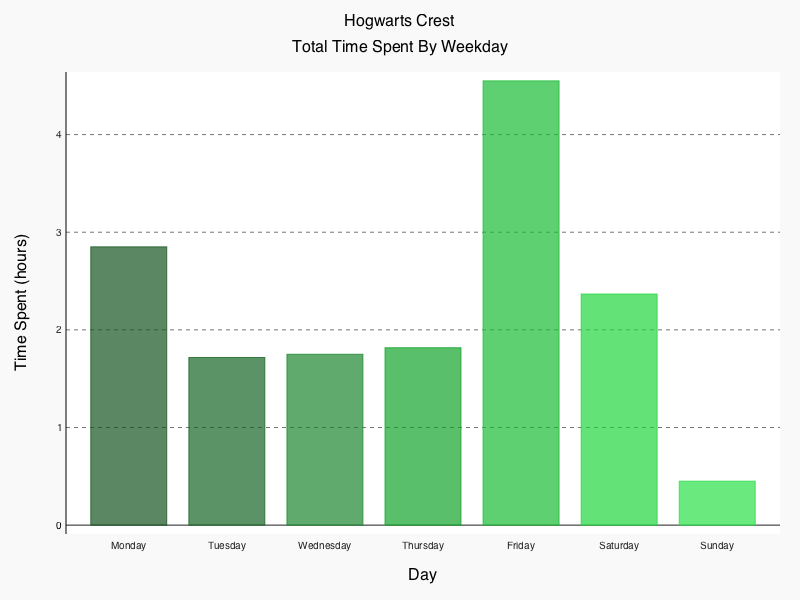 Hogwarts Crest
Total Time Spent By Weekday
Time Spent (hours)
4
3
2
1
0
Monday Tuesday Wednesday Thursday Friday Saturday Sunday
Day